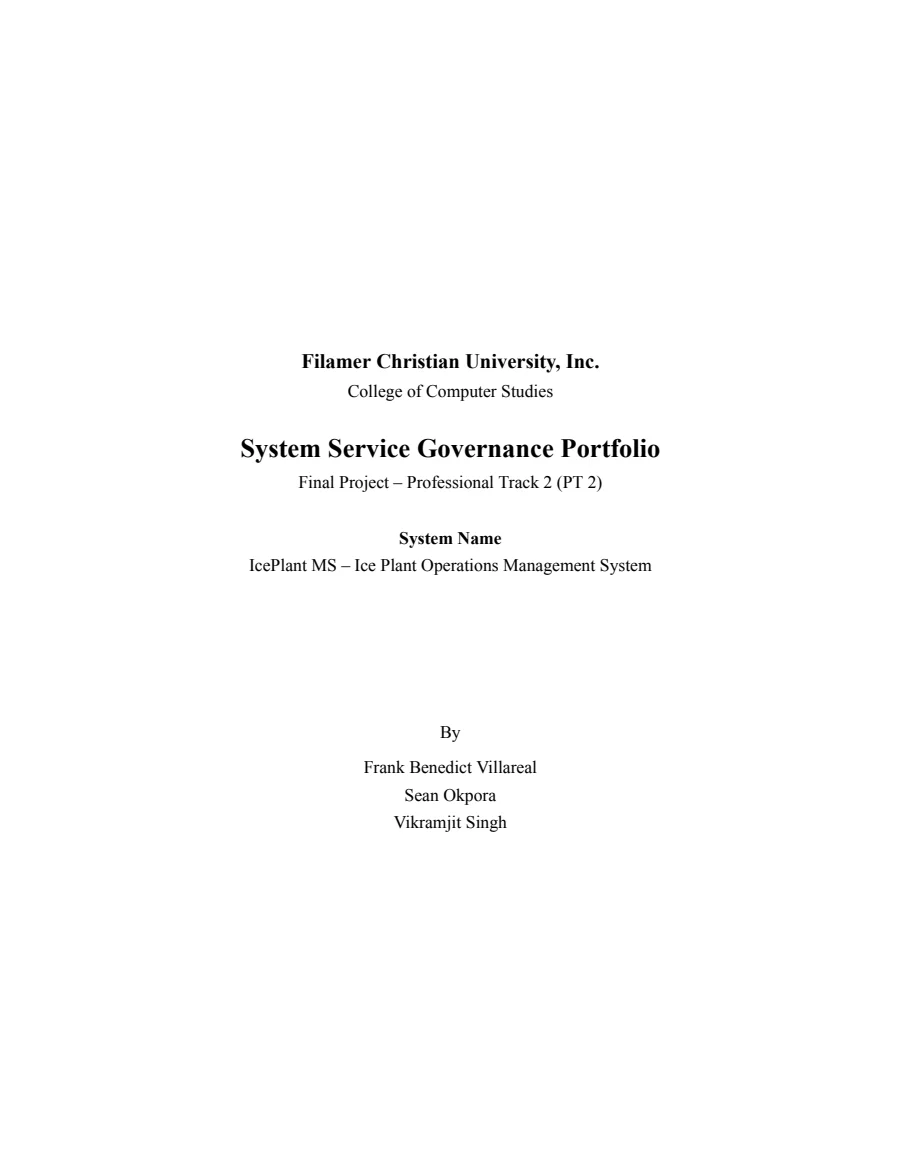 Filamer Christian University, Inc.
College of Computer Studies
System Service Governance Portfolio
Final Project – Professional Track 2 (PT 2)
System Name
IcePlant MS – Ice Plant Operations Management System
By
Frank Benedict Villareal
Sean Okpora
Vikramjit Singh